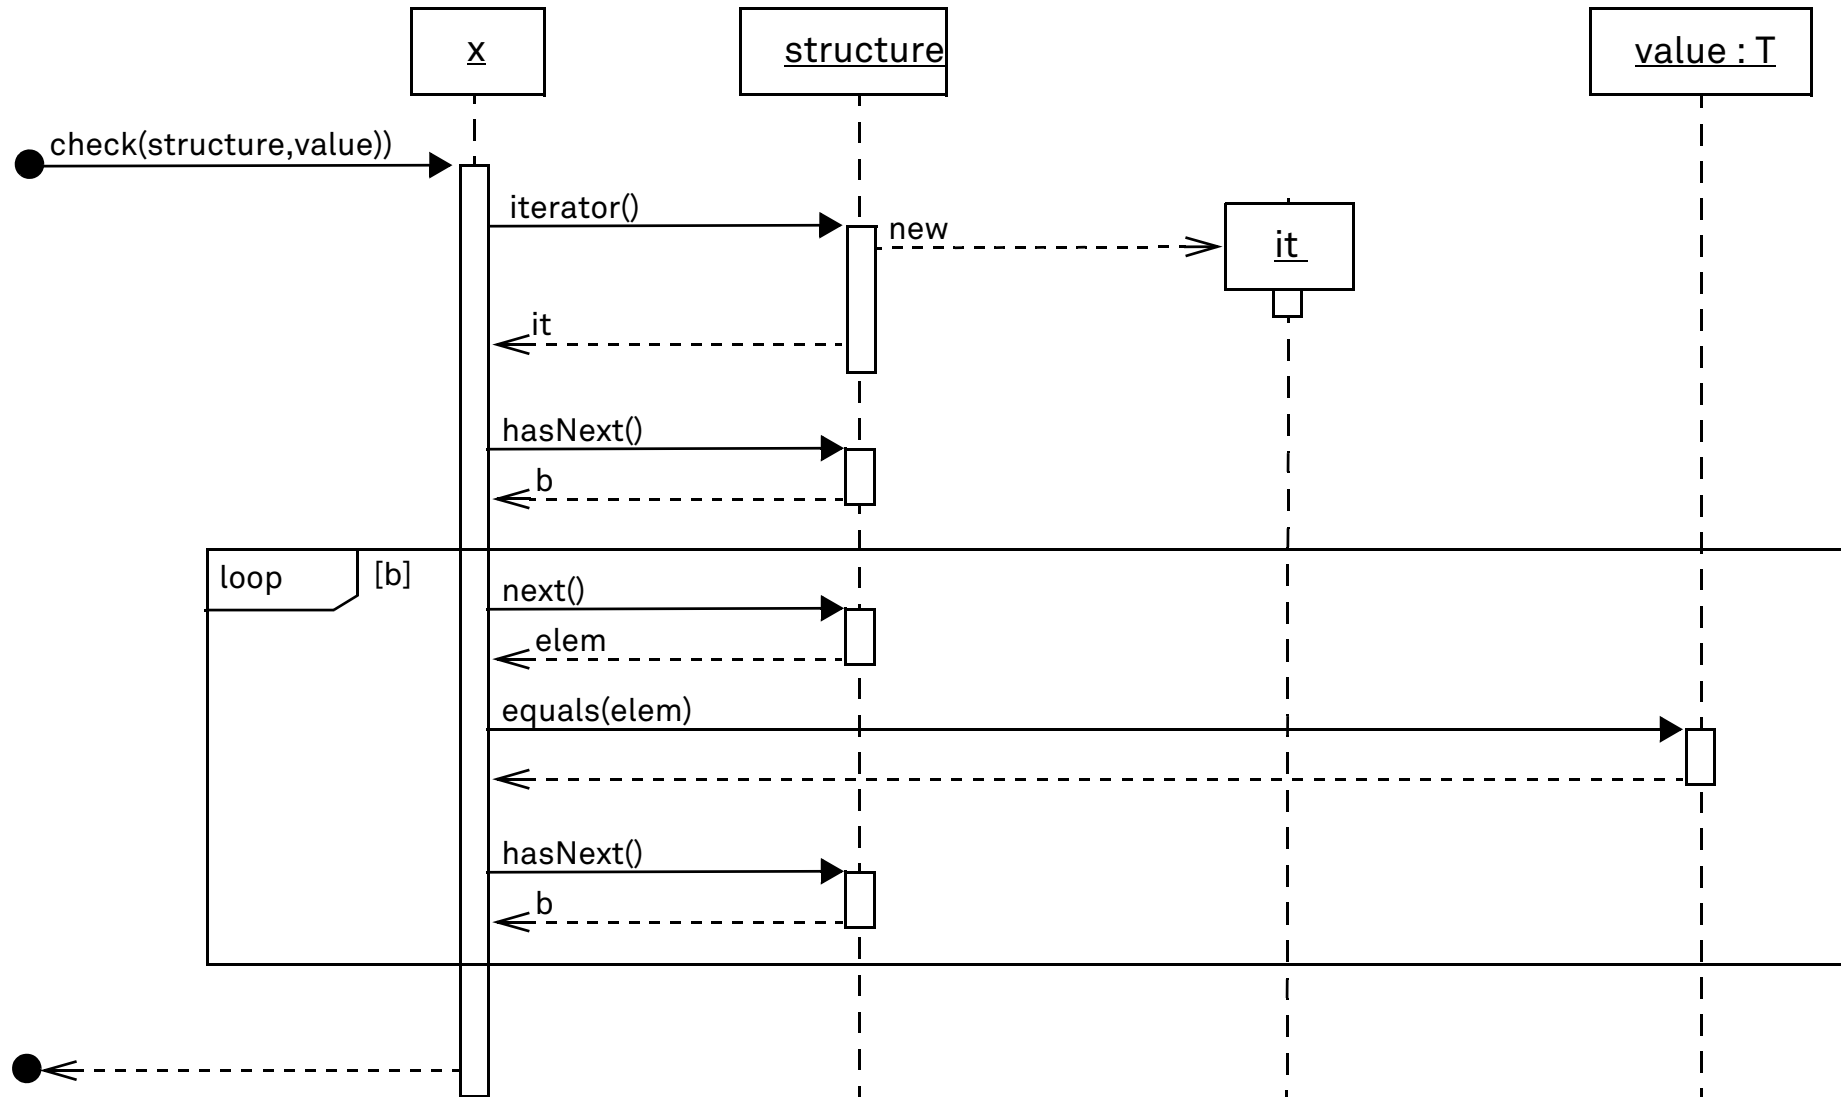 x
structure
value : T
check(structure,value))
iterator()
new
it
it
hasNext()
b
loop
[b]
next()
elem
equals(elem)
hasNext()
b